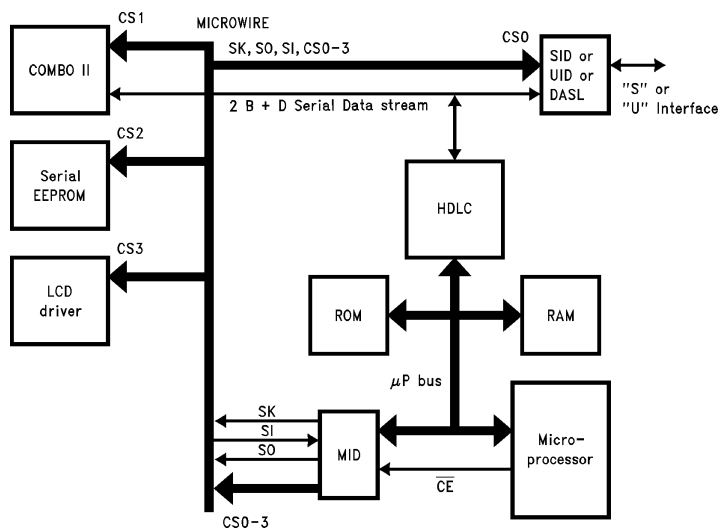 CS1
MICROWIRE
COMBO II
SK, SO, SI, CS0-3
CS0
SID or
UID or
DASL
"S" or
"U" Interface
2 B + D Serial Data stream
CS2
Serial
EEPROM
HDLC
CS3
LCD
driver
ROM
RAM
μP bus
SK
SI
SO
MID
Micro-
processor
C̅E̅
CS0-3